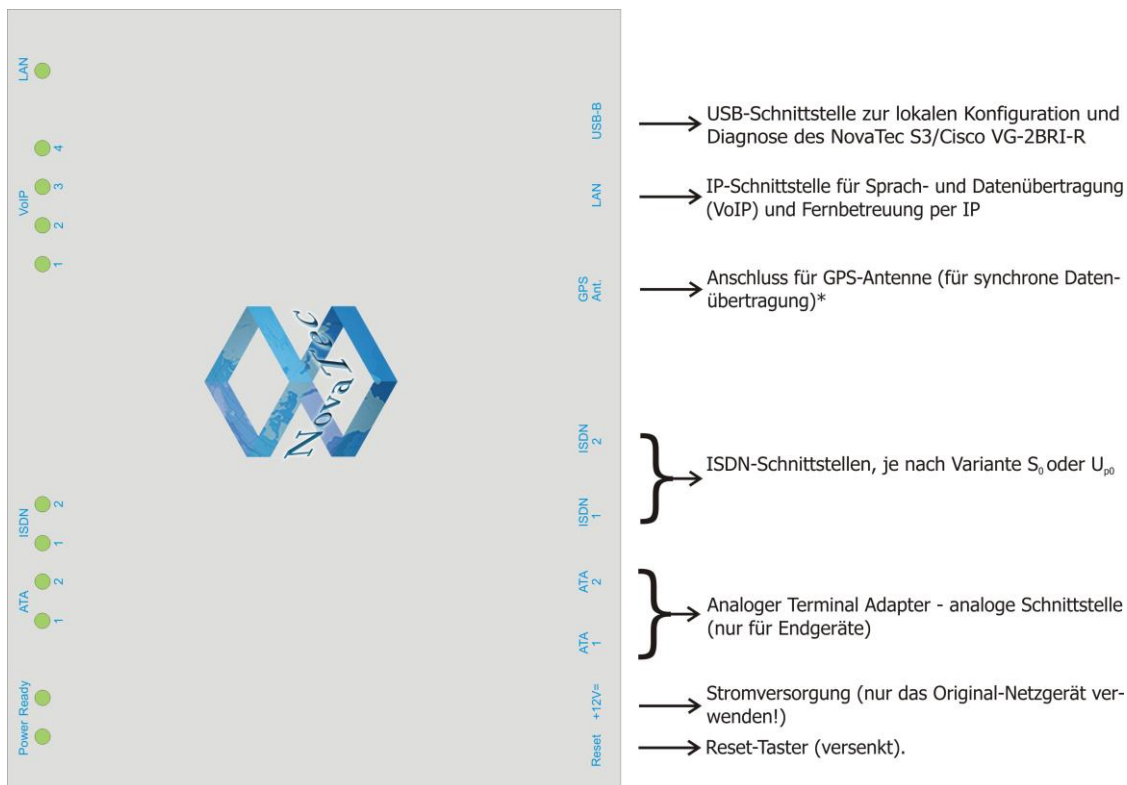 LAN
4
3
VoIP
2
1
ISDN
2
1
ATA
2
1
Power Ready
NovaTec
USB-B
LAN
GPS
Ant.
ISDN
2
ISDN
1
ATA
2
ATA
1
+12V=
Reset
USB-Schnittstelle zur lokalen Konfiguration und
Diagnose des NovaTec S3/Cisco VG-2BRI-R
IP-Schnittstelle für Sprach- und Datenübertragung
(VoIP) und Fernbetreuung per IP
Anschluss für GPS-Antenne (für synchrone Daten-
übertragung)*
ISDN-Schnittstellen, je nach Variante S₀ oder Uₚ₀
Analoger Terminal Adapter - analoge Schnittstelle
(nur für Endgeräte)
Stromversorgung (nur das Original-Netzgerät ver-
wenden!)
Reset-Taster (versenkt).